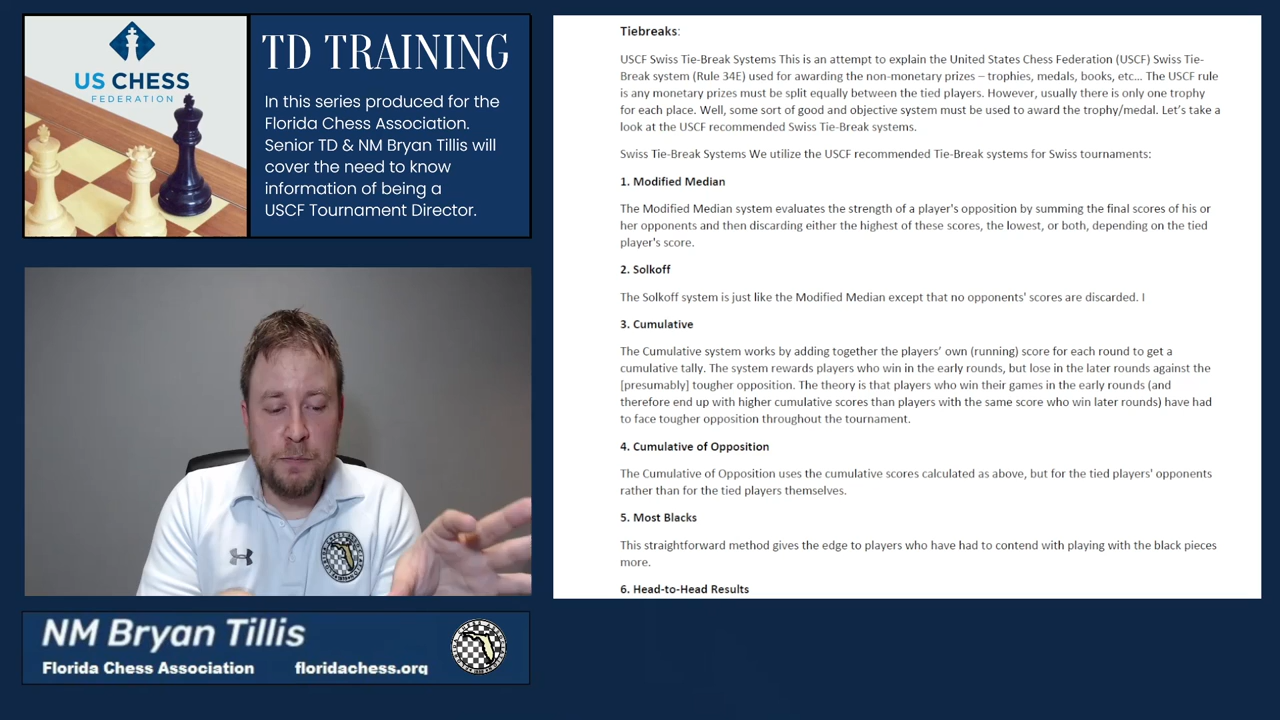 US CHESS
FEDERATION
TD TRAINING
In this series produced for the
Florida Chess Association.
Senior TD & NM Bryan Tillis will
cover the need to know
information of being a
USCF Tournament Director.
NM Bryan Tillis
Florida Chess Association floridachess.org
Tiebreaks:
USCF Swiss Tie-Break Systems This is an attempt to explain the United States Chess Federation (USCF) Swiss Tie-
Break system (Rule 34E) used for awarding the non-monetary prizes – trophies, medals, books, etc… The USCF rule
is any monetary prizes must be split equally between the tied players. However, usually there is only one trophy
for each place. Well, some sort of good and objective system must be used to award the trophy/medal. Let's take a
look at the USCF recommended Swiss Tie-Break systems.
Swiss Tie-Break Systems We utilize the USCF recommended Tie-Break systems for Swiss tournaments:
1. Modified Median
The Modified Median system evaluates the strength of a player's opposition by summing the final scores of his or
her opponents and then discarding either the highest of these scores, the lowest, or both, depending on the tied
player's score.
2. Solkoff
The Solkoff system is just like the Modified Median except that no opponents' scores are discarded. I
3. Cumulative
The Cumulative system works by adding together the players' own (running) score for each round to get a
cumulative tally. The system rewards players who win in the early rounds, but lose in the later rounds against the
[presumably] tougher opposition. The theory is that players who win their games in the early rounds (and
therefore end up with higher cumulative scores than players with the same score who win later rounds) have had
to face tougher opposition throughout the tournament.
4. Cumulative of Opposition
The Cumulative of Opposition uses the cumulative scores calculated as above, but for the tied players' opponents
rather than for the tied players themselves.
5. Most Blacks
This straightforward method gives the edge to players who have had to contend with playing with the black pieces
more.
6. Head-to-Head Results